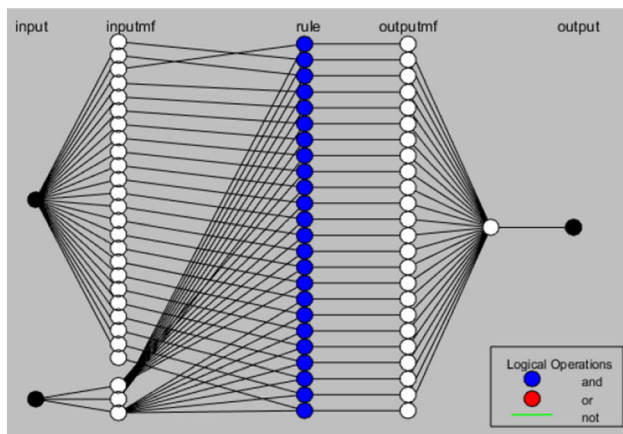 input inputmf rule outputmf output
Logical Operations
and
or
not